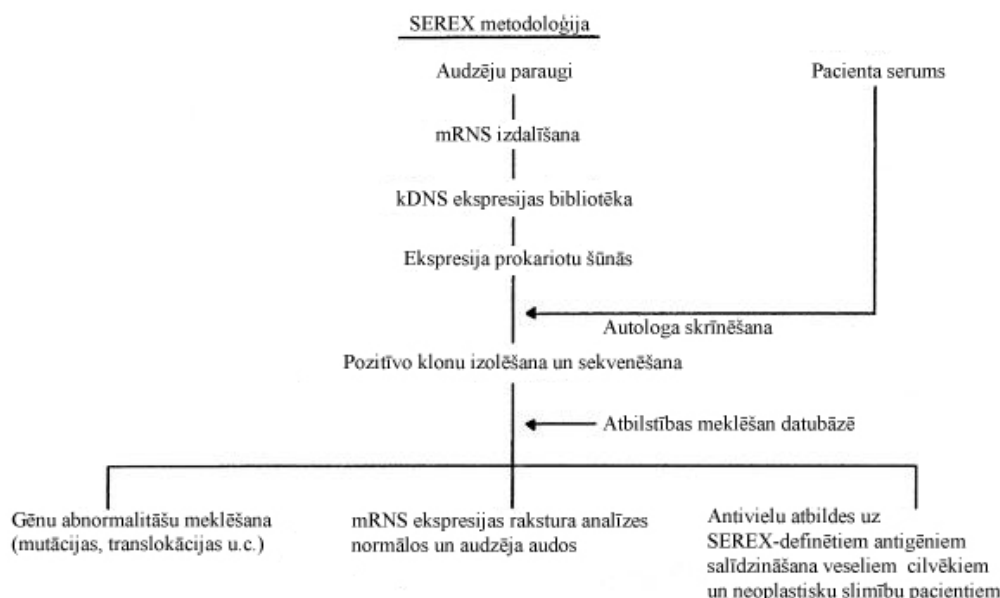 SEREX metodoloģija
Audzēju paraugi
Pacienta serums
mRNS izdalīšana
kDNS ekspresijas bibliotēka
Ekspresija prokariotu šūnās
Autologa skrīnēšana
Pozitīvo klonu izolēšana un sekvenēšana
Atbilstības meklēšan datubāzē
Gēnu abnormalitāšu meklēšana
(mutācijas, translokācijas u.c.)
mRNS ekspresijas rakstura analīzes
normālos un audzēja audos
Antivielu atbildes uz
SEREX-definētiem antigēniem
salīdzināšana veseliem cilvēkiem
un neoplastisku slimību pacientiem